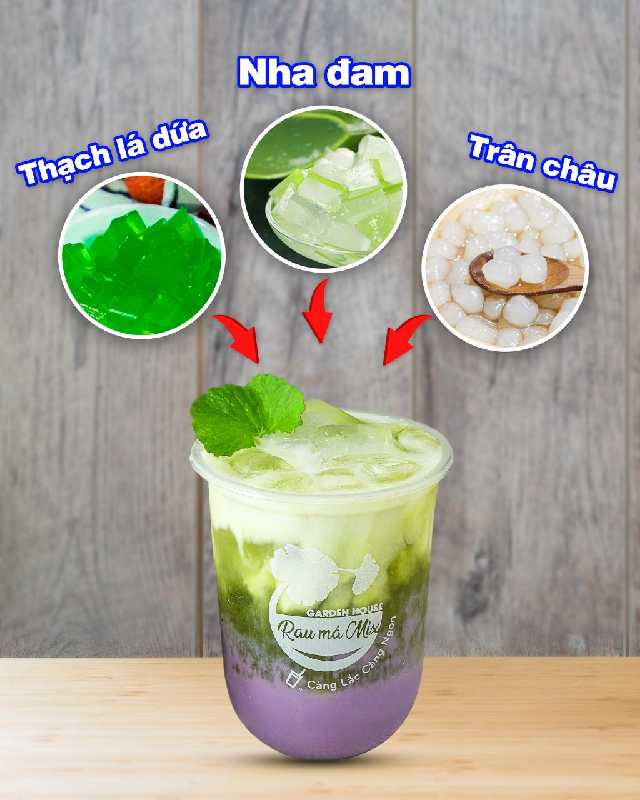 Nha đam
Thạch lá dứa
Trân châu
GARDEN HOUSE
Rau má Mix
Càng Lắc Càng Ngon